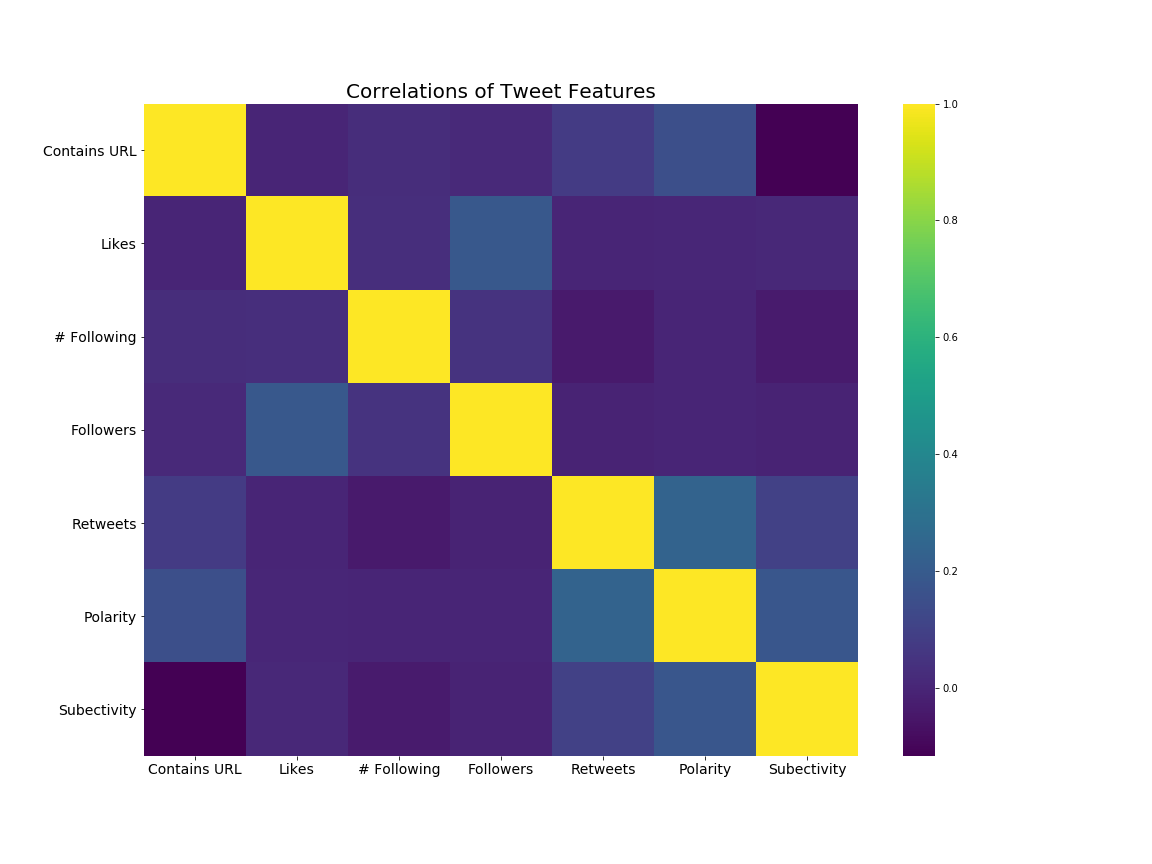 Correlations of Tweet Features
Contains URL
Likes
# Following
Followers
Retweets
Polarity
Subectivity
Contains URL Likes # Following Followers Retweets Polarity Subectivity
1.0
0.8
0.6
0.4
0.2
0.0